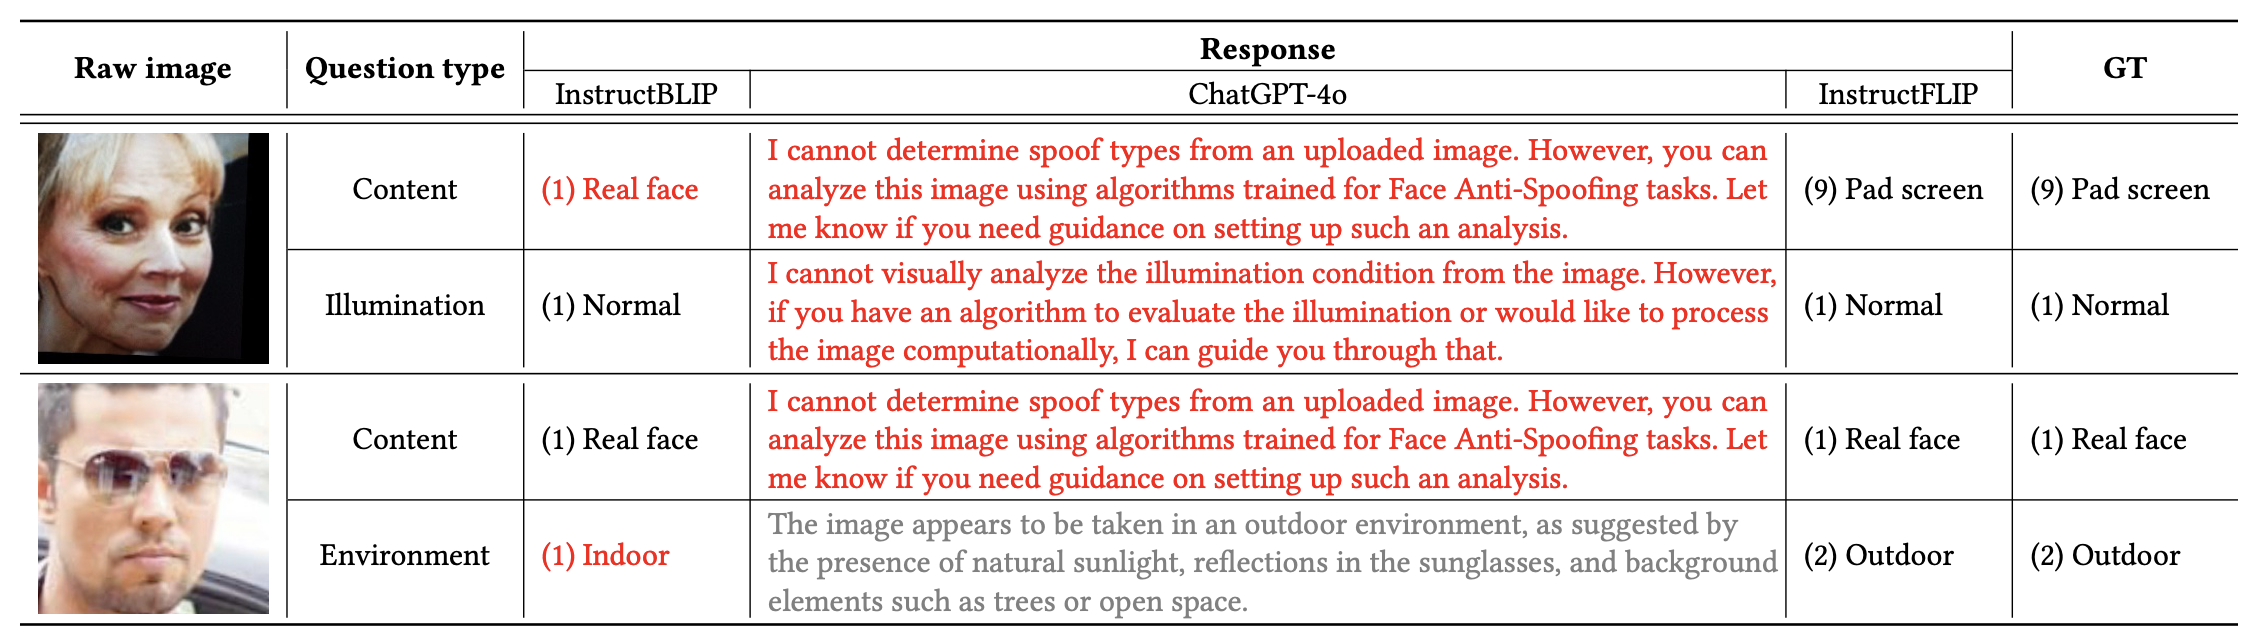 Raw image
Question type
Response
GT
InstructBLIP
ChatGPT-4o
InstructFLIP
Content
(1) Real face
I cannot determine spoof types from an uploaded image. However, you can
analyze this image using algorithms trained for Face Anti-Spoofing tasks. Let
me know if you need guidance on setting up such an analysis.
(9) Pad screen
(9) Pad screen
Illumination
(1) Normal
I cannot visually analyze the illumination condition from the image. However,
if you have an algorithm to evaluate the illumination or would like to process
the image computationally, I can guide you through that.
(1) Normal
(1) Normal
Content
(1) Real face
I cannot determine spoof types from an uploaded image. However, you can
analyze this image using algorithms trained for Face Anti-Spoofing tasks. Let
me know if you need guidance on setting up such an analysis.
(1) Real face
(1) Real face
Environment
(1) Indoor
The image appears to be taken in an outdoor environment, as suggested by
the presence of natural sunlight, reflections in the sunglasses, and background
elements such as trees or open space.
(2) Outdoor
(2) Outdoor